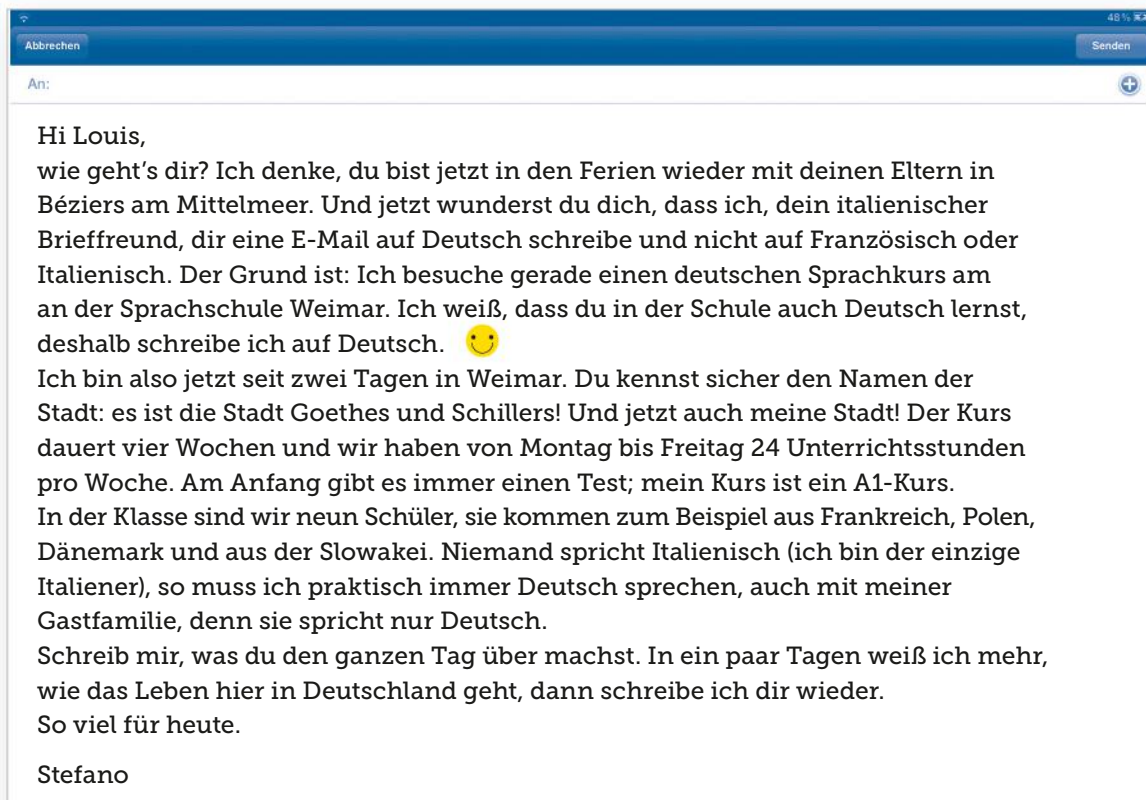 48 %
Abbrechen
Senden
An:
Hi Louis,
wie geht's dir? Ich denke, du bist jetzt in den Ferien wieder mit deinen Eltern in
Béziers am Mittelmeer. Und jetzt wunderst du dich, dass ich, dein italienischer
Brieffreund, dir eine E-Mail auf Deutsch schreibe und nicht auf Französisch oder
Italienisch. Der Grund ist: Ich besuche gerade einen deutschen Sprachkurs am
an der Sprachschule Weimar. Ich weiß, dass du in der Schule auch Deutsch lernst,
deshalb schreibe ich auf Deutsch.
Ich bin also jetzt seit zwei Tagen in Weimar. Du kennst sicher den Namen der
Stadt: es ist die Stadt Goethes und Schillers! Und jetzt auch meine Stadt! Der Kurs
dauert vier Wochen und wir haben von Montag bis Freitag 24 Unterrichtsstunden
pro Woche. Am Anfang gibt es immer einen Test; mein Kurs ist ein A1-Kurs.
In der Klasse sind wir neun Schüler, sie kommen zum Beispiel aus Frankreich, Polen,
Dänemark und aus der Slowakei. Niemand spricht Italienisch (ich bin der einzige
Italiener), so muss ich praktisch immer Deutsch sprechen, auch mit meiner
Gastfamilie, denn sie spricht nur Deutsch.
Schreib mir, was du den ganzen Tag über machst. In ein paar Tagen weiß ich mehr,
wie das Leben hier in Deutschland geht, dann schreibe ich dir wieder.
So viel für heute.
Stefano